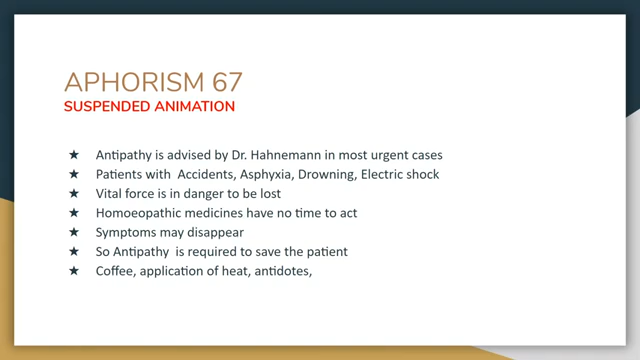 APHORISM 67
SUSPENDED ANIMATION
★ Antipathy is advised by Dr. Hahnemann in most urgent cases
★ Patients with Accidents, Asphyxia, Drowning, Electric shock
★ Vital force is in danger to be lost
★ Homoeopathic medicines have no time to act
★ Symptoms may disappear
★ So Antipathy is required to save the patient
★ Coffee, application of heat, antidotes,